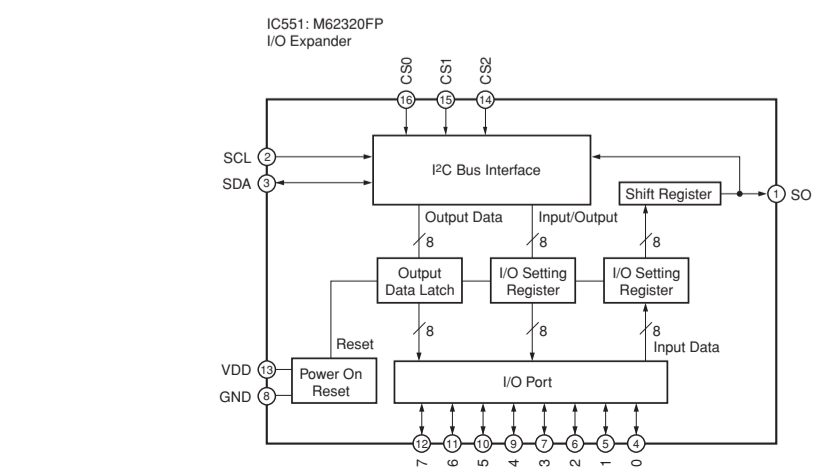 IC551: M62320FP
I/O Expander
CS0
CS1
CS2
16
15
14
SCL
2
SDA
3
I²C Bus Interface
Shift Register
1
SO
Output Data
Input/Output
8
8
8
Output
Data Latch
I/O Setting
Register
I/O Setting
Register
8
8
8
Reset
Input Data
VDD
13
GND
8
Power On
Reset
I/O Port
12
11
10
9
7
6
5
4
7
6
5
4
3
2
1
0